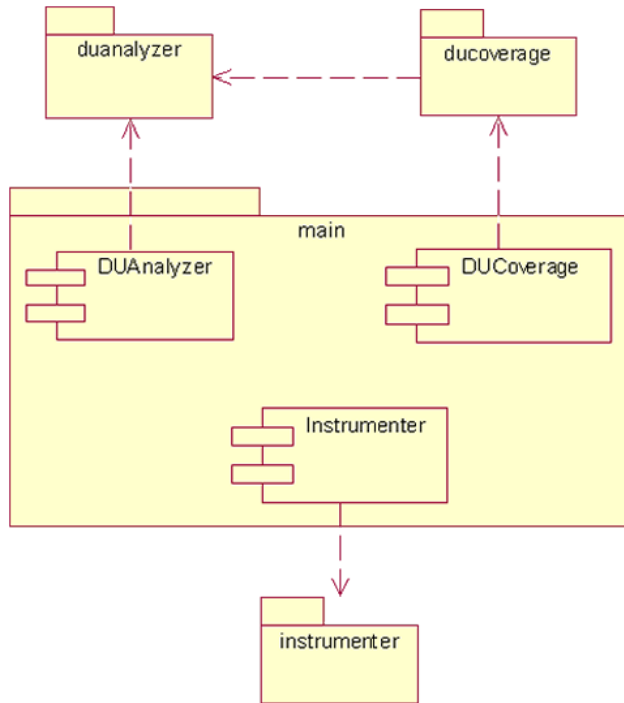 duanalyzer
ducoverage
main
DUAnalyzer
DUCoverage
Instrumenter
instrumenter